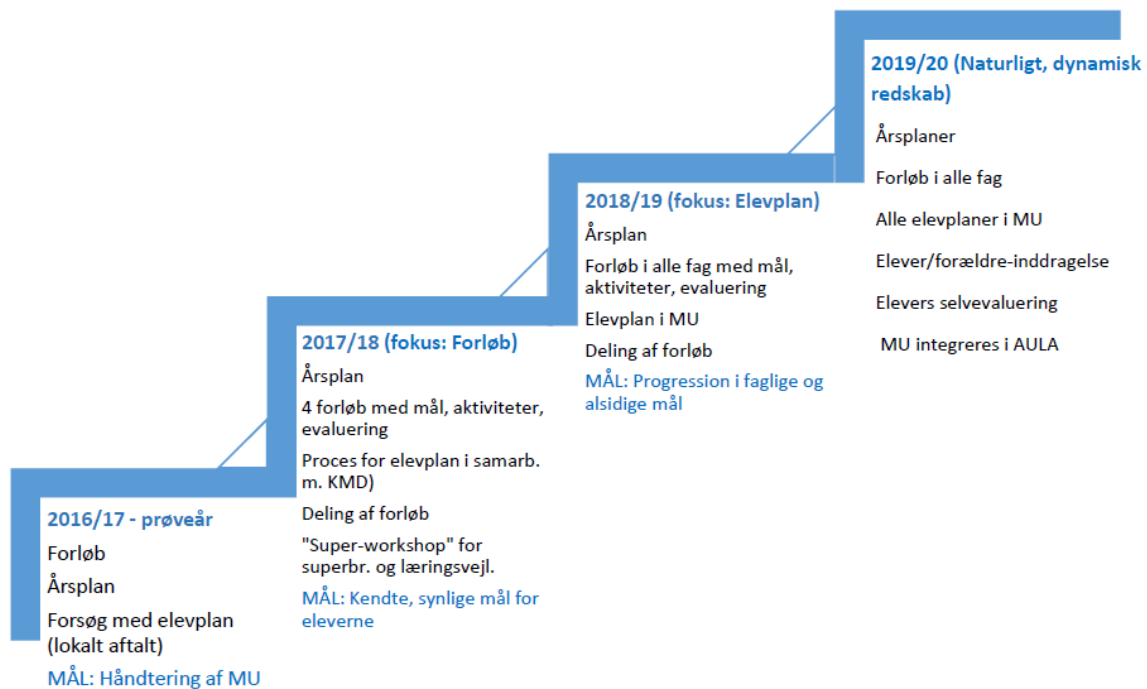 2016/17 - prøveår
Forløb
Årsplan
Forsøg med elevplan
(lokalt aftalt)
MÅL: Håndtering af MU
2017/18 (fokus: Forløb)
Årsplan
4 forløb med mål, aktiviteter,
evaluering
Proces for elevplan i samarb.
m. KMD)
Deling af forløb
"Super-workshop" for
superbr. og læringsvejl.
MÅL: Kendte, synlige mål for
eleverne
2018/19 (fokus: Elevplan)
Årsplan
Forløb i alle fag med mål,
aktiviteter, evaluering
Elevplan i MU
Deling af forløb
MÅL: Progression i faglige og
alsidige mål
2019/20 (Naturligt, dynamisk
redskab)
Årsplaner
Forløb i alle fag
Alle elevplaner i MU
Elever/forældre-inddragelse
Elevers selvevaluering
MU integreres i AULA